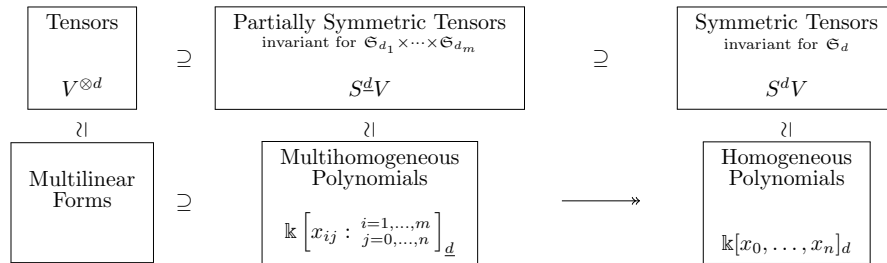 Tensors
V^{⊗d}
⊇
Partially Symmetric Tensors
invariant for 𝔖_{d_1}×⋯×𝔖_{d_m}
S^{\underline{d}}V
⊇
Symmetric Tensors
invariant for 𝔖_d
S^dV
≀|
≀|
≀|
Multilinear
Forms
⊇
Multihomogeneous
Polynomials
𝕜 [x_{ij} : ^{i=1,...,m}_{j=0,...,n}]_{\underline{d}}
↠
Homogeneous
Polynomials
𝕜[x_0, . . . , x_n]_d